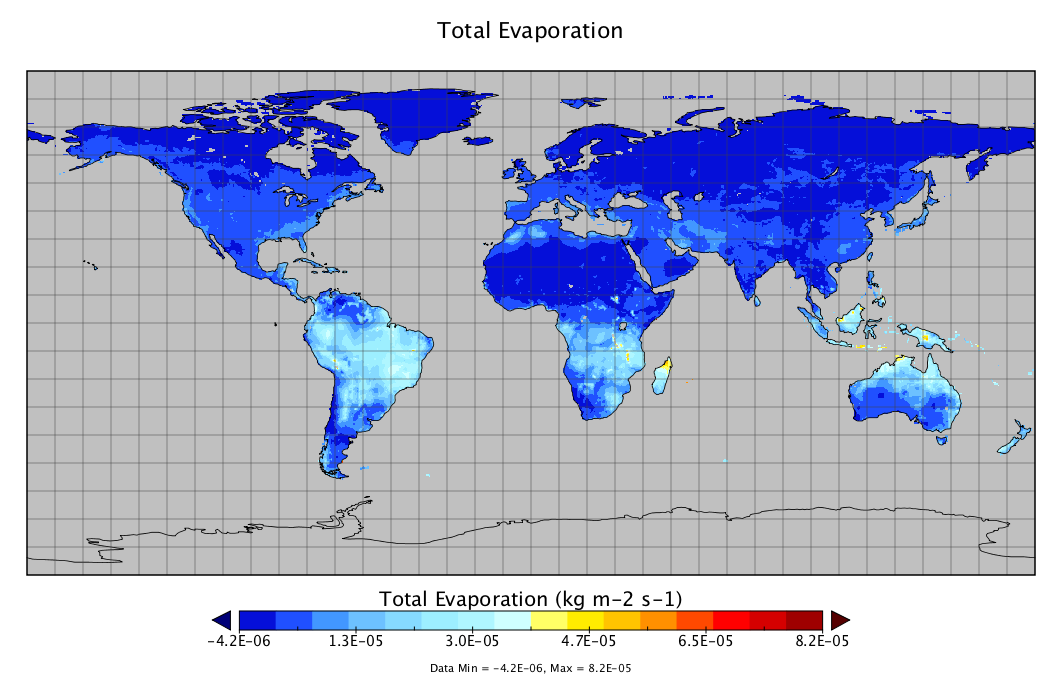 Total Evaporation
Total Evaporation (kg m−2 s−1)
−4.2E−06 1.3E−05 3.0E−05 4.7E−05 6.5E−05 8.2E−05
Data Min = −4.2E−06, Max = 8.2E−05